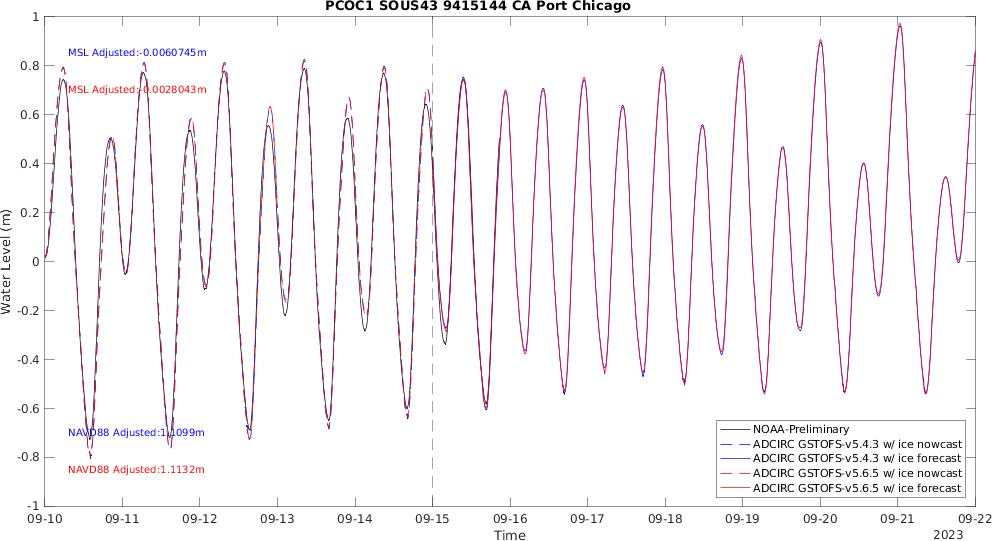 PCOC1 SOUS43 9415144 CA Port Chicago
1
0.8
0.6
0.4
0.2
0
-0.2
-0.4
-0.6
-0.8
-1
Water Level (m)
MSL Adjusted:-0.0060745m
MSL Adjusted:-0.0028043m
NAVD88 Adjusted:1.1099m
NAVD88 Adjusted:1.1132m
NOAA-Preliminary
ADCIRC GSTOFS-v5.4.3 w/ ice nowcast
ADCIRC GSTOFS-v5.4.3 w/ ice forecast
ADCIRC GSTOFS-v5.6.5 w/ ice nowcast
ADCIRC GSTOFS-v5.6.5 w/ ice forecast
09-10 09-11 09-12 09-13 09-14 09-15 09-16 09-17 09-18 09-19 09-20 09-21 09-22
Time
2023